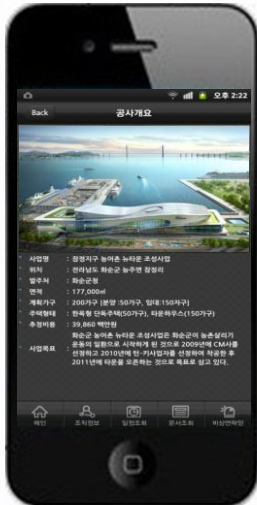 오후 2:22
Back
공사개요
사업명 : 잠정지구 농어촌 뉴타운 조성사업
위치 : 전라남도 화순군 능주면 잠정리
발주처 : 화순군청
면적 : 177,000㎡
계획가구 : 200가구 [분양 :50가구, 임대:150자구]
주택형태 : 한옥형 단독주택(50가구), 타운하우스(150가구)
추정비용 : 39,860 백만원
사업목표 : 화순군 농어촌 뉴타운 조성사업은 화순군이 농촌살리기
운동의 일환으로 시작하게 된 것으로 2009년에 CM사를
선정하고 2010년에 턴-키사업자를 선정하여 착공한 후
2011년에 타운을 오픈하는 것으로 목표로 삼고 있다.
메인 조직정보 일정조회 문서조회 비상연락망